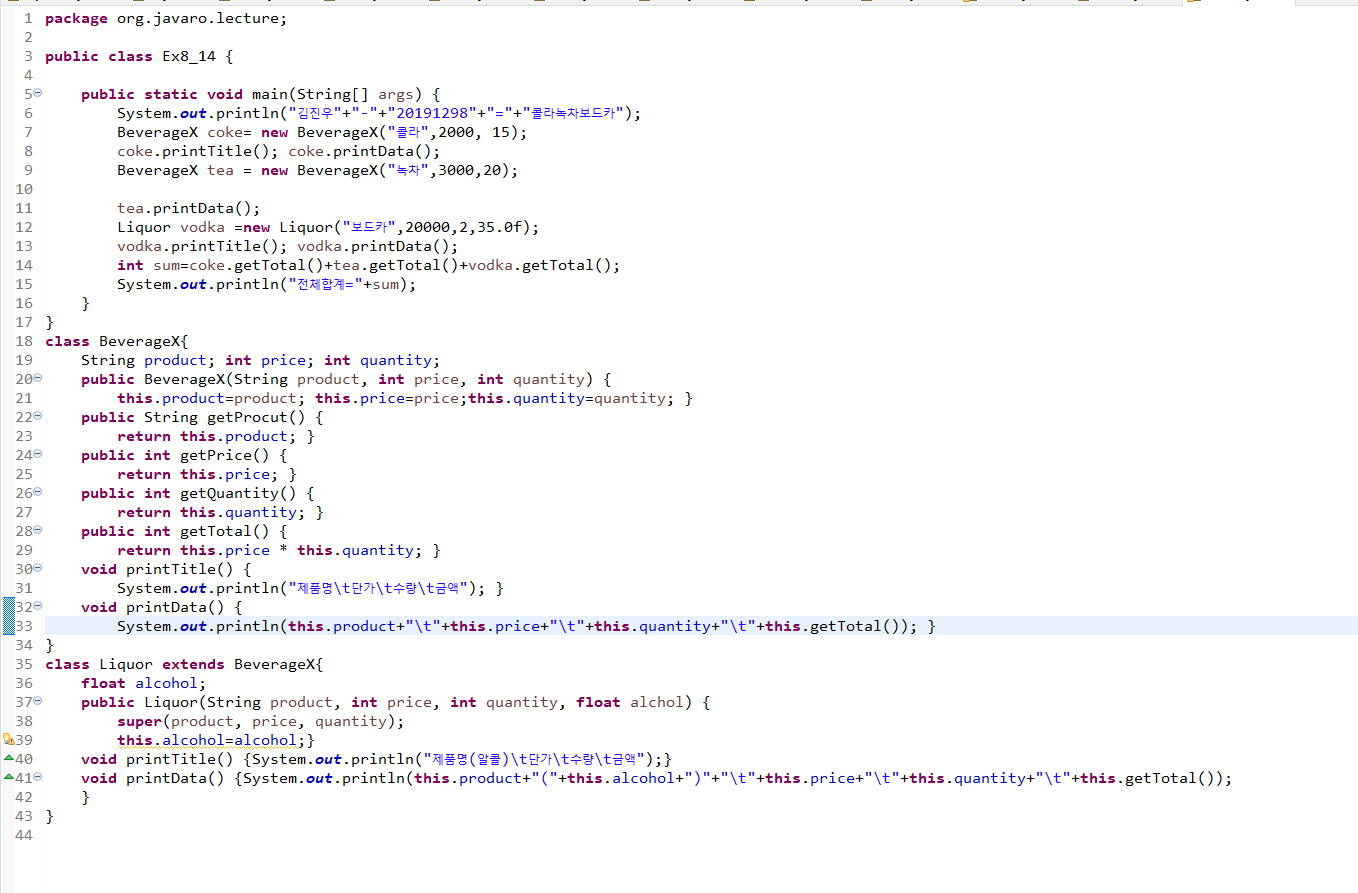 1 package org.javaro.lecture;
2
3 public class Ex8_14 {
4
5 public static void main(String[] args) {
6 System.out.println("김진우"+"-"+"20191298"+"="+"콜라녹차보드카");
7 BeverageX coke= new BeverageX("콜라",2000, 15);
8 coke.printTitle(); coke.printData();
9 BeverageX tea = new BeverageX("녹차",3000,20);
10
11 tea.printData();
12 Liquor vodka =new Liquor("보드카",20000,2,35.0f);
13 vodka.printTitle(); vodka.printData();
14 int sum=coke.getTotal()+tea.getTotal()+vodka.getTotal();
15 System.out.println("전체합계="+sum);
16 }
17 }
18 class BeverageX{
19 String product; int price; int quantity;
20 public BeverageX(String product, int price, int quantity) {
21 this.product=product; this.price=price;this.quantity=quantity; }
22 public String getProcut() {
23 return this.product; }
24 public int getPrice() {
25 return this.price; }
26 public int getQuantity() {
27 return this.quantity; }
28 public int getTotal() {
29 return this.price * this.quantity; }
30 void printTitle() {
31 System.out.println("제품명\t단가\t수량\t금액"); }
32 void printData() {
33 System.out.println(this.product+"\t"+this.price+"\t"+this.quantity+"\t"+this.getTotal()); }
34 }
35 class Liquor extends BeverageX{
36 float alcohol;
37 public Liquor(String product, int price, int quantity, float alchol) {
38 super(product, price, quantity);
39 this.alcohol=alcohol;}
40 void printTitle() {System.out.println("제품명(알콜)\t단가\t수량\t금액");}
41 void printData() {System.out.println(this.product+"("+this.alcohol+")"+"\t"+this.price+"\t"+this.quantity+"\t"+this.getTotal());
42 }
43 }
44